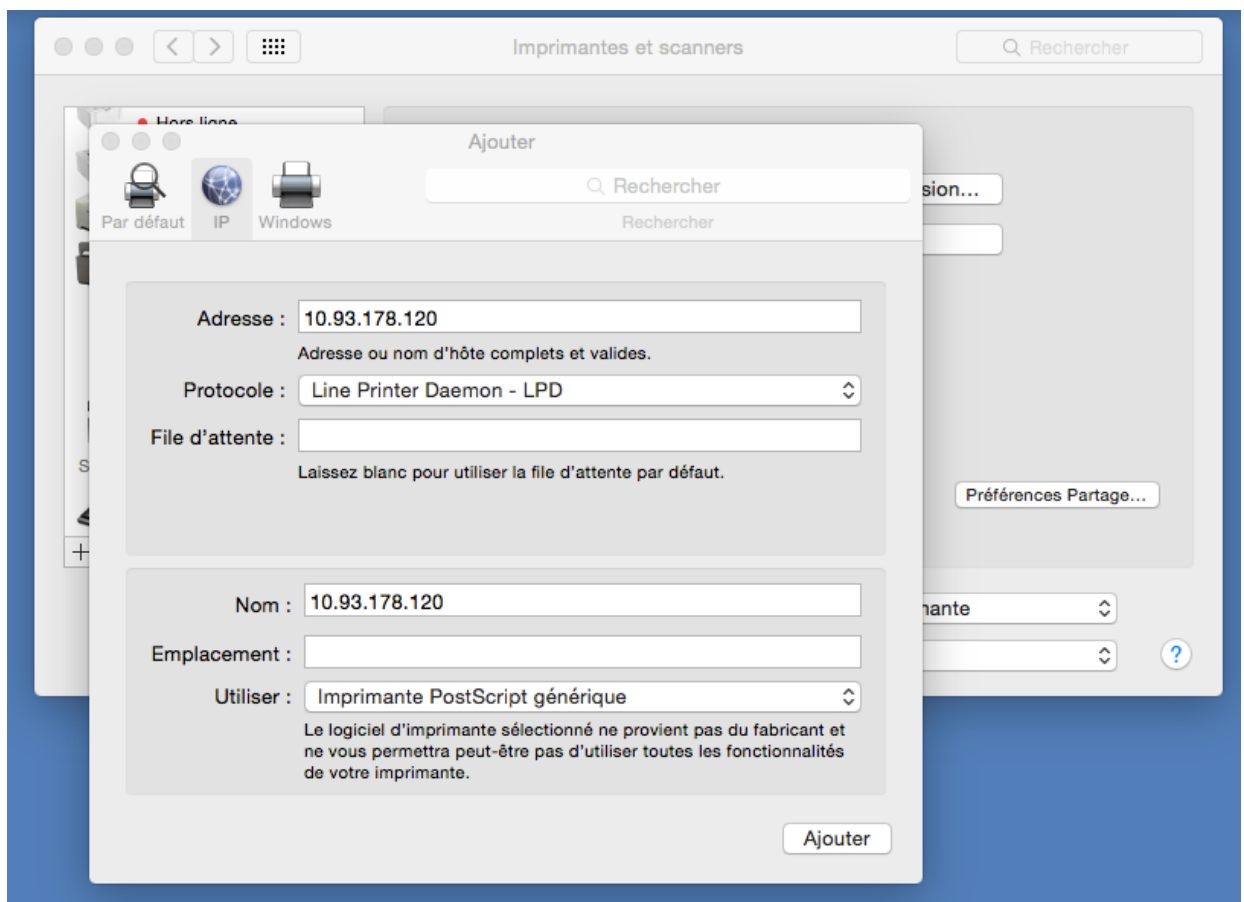 Imprimantes et scanners
Rechercher
Hors ligne
Ajouter
Rechercher
Par défaut
IP
Windows
Rechercher
sion...
Adresse : 10.93.178.120
Adresse ou nom d'hôte complets et valides.
Protocole : Line Printer Daemon - LPD
File d'attente :
Laissez blanc pour utiliser la file d'attente par défaut.
S
Préférences Partage...
+
Nom : 10.93.178.120
nante
Emplacement :
?
Utiliser : Imprimante PostScript générique
Le logiciel d'imprimante sélectionné ne provient pas du fabricant et
ne vous permettra peut-être pas d'utiliser toutes les fonctionnalités
de votre imprimante.
Ajouter